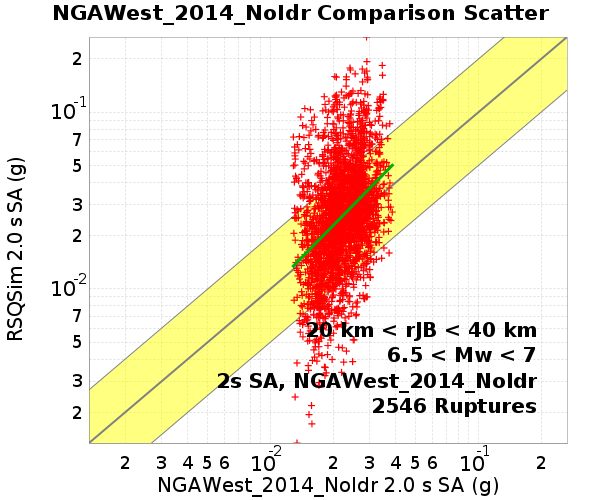 NGAWest_2014_NoIdr Comparison Scatter
RSQSim 2.0 s SA (g)
2
10-1
7
5
3
2
10-2
7
5
3
2
20 km < rJB < 40 km
6.5 < Mw < 7
2s SA, NGAWest_2014_NoIdr
2546 Ruptures
2 3 4 5 6 10-2 2 3 4 5 6 10-1 2
NGAWest_2014_NoIdr 2.0 s SA (g)